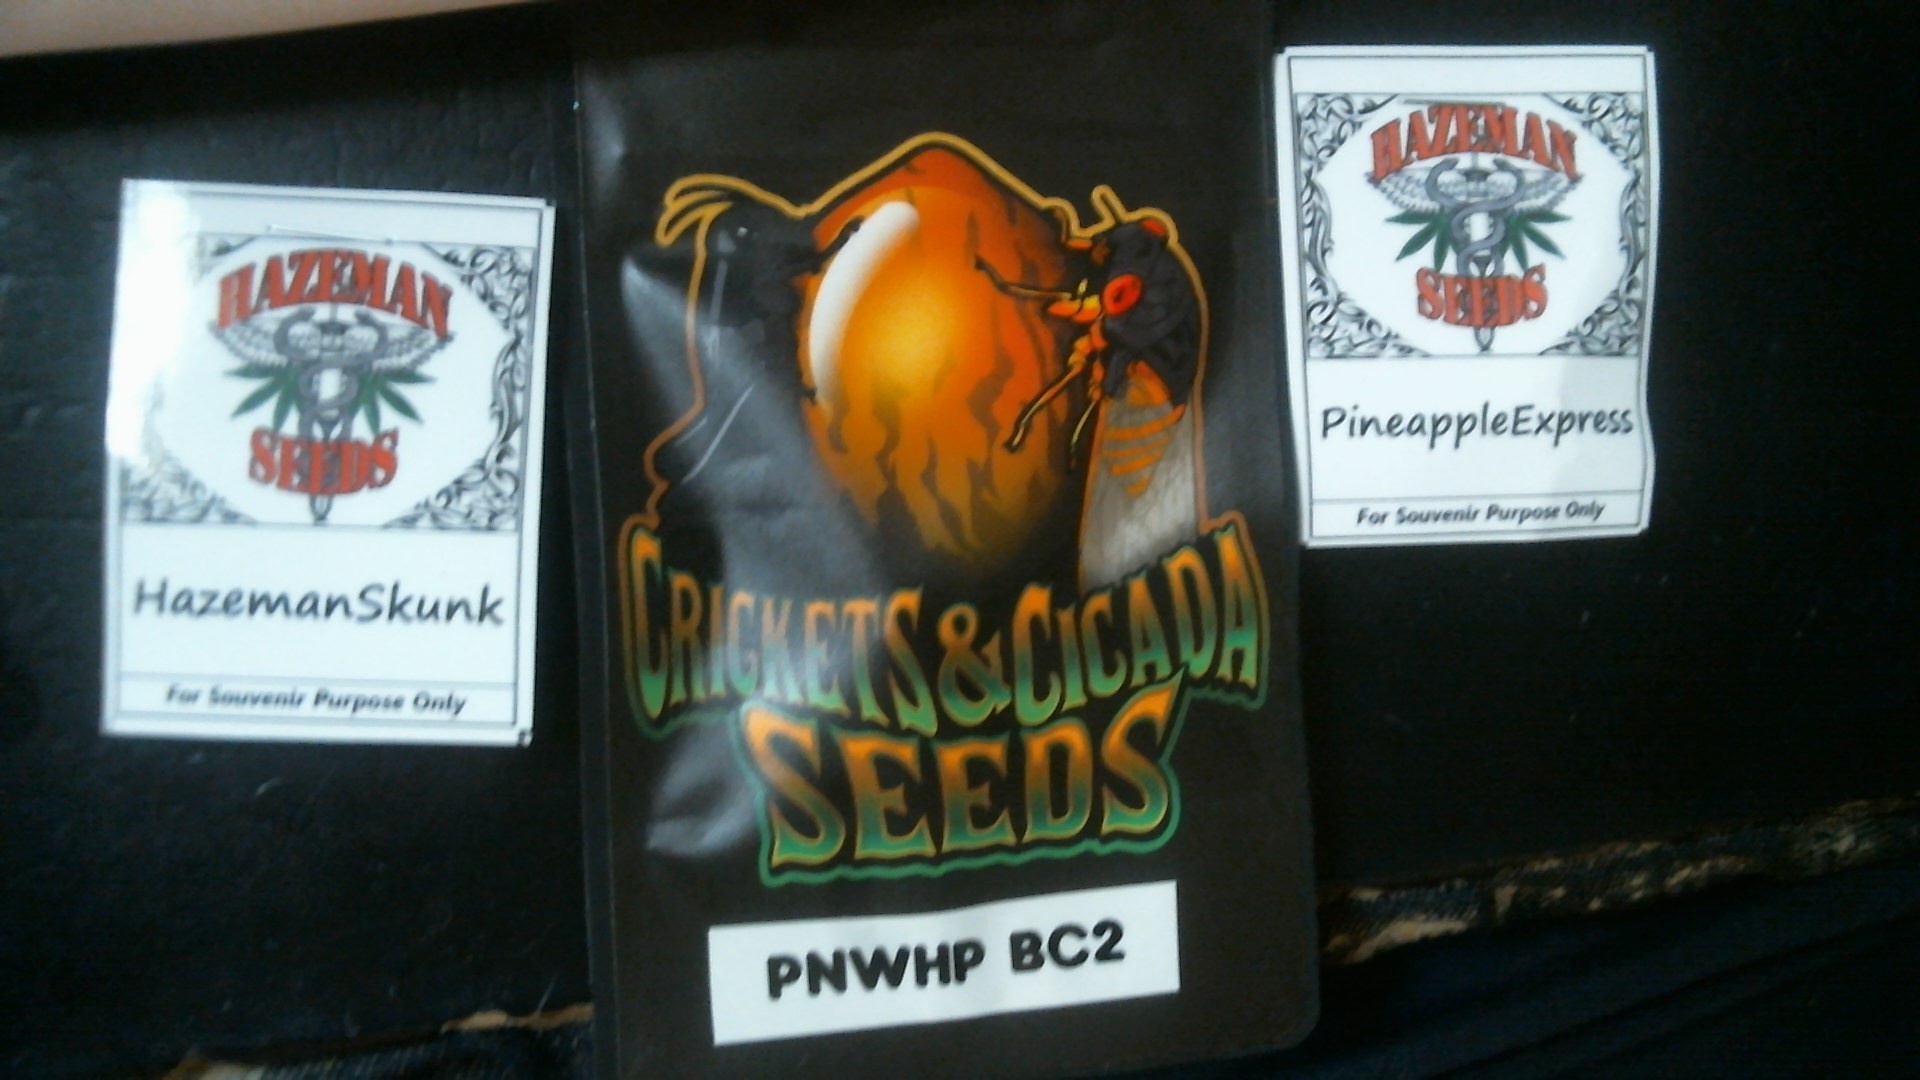 HAZEMAN
SEEDS
HazemanSkunk
For Souvenir Purpose Only
CRICKETS & CICADA
SEEDS
PNWHP BC2
HAZEMAN
SEEDS
PineappleExpress
For Souvenir Purpose Only